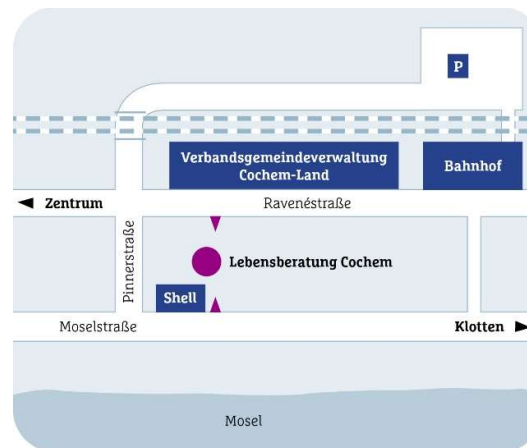 P
Verbandsgemeindeverwaltung
Cochem-Land
Bahnhof
Zentrum
Ravenéstraße
Pinnerstraße
Lebensberatung Cochem
Shell
Moselstraße
Klotten
Mosel